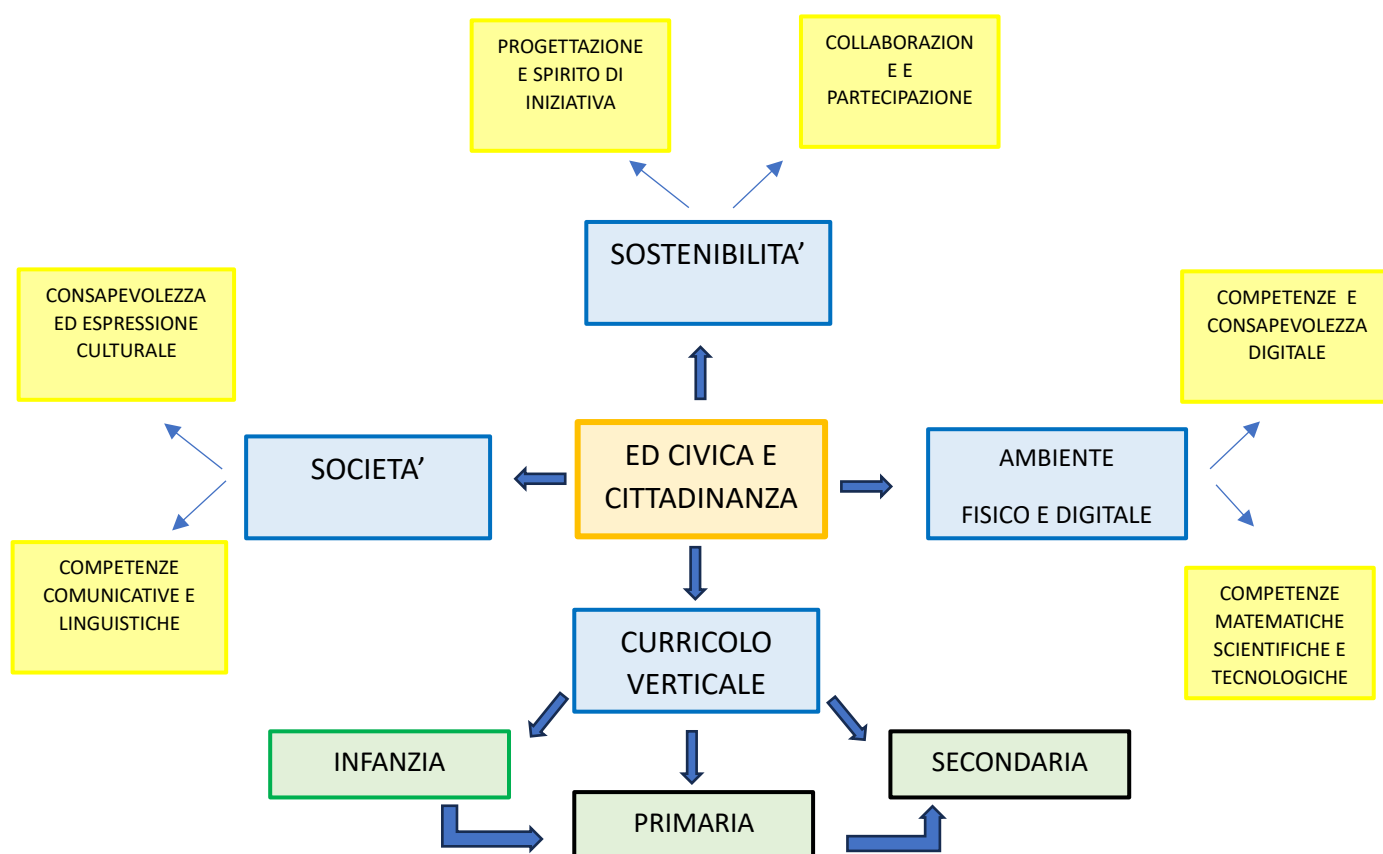 PROGETTAZIONE
E SPIRITO DI
INIZIATIVA
COLLABORAZION
E E
PARTECIPAZIONE
SOSTENIBILITA’
CONSAPEVOLEZZA
ED ESPRESSIONE
CULTURALE
COMPETENZE E
CONSAPEVOLEZZA
DIGITALE
SOCIETA’
ED CIVICA E
CITTADINANZA
AMBIENTE
FISICO E DIGITALE
COMPETENZE
COMUNICATIVE E
LINGUISTICHE
COMPETENZE
MATEMATICHE
SCIENTIFICHE E
TECNOLOGICHE
CURRICOLO
VERTICALE
INFANZIA
PRIMARIA
SECONDARIA